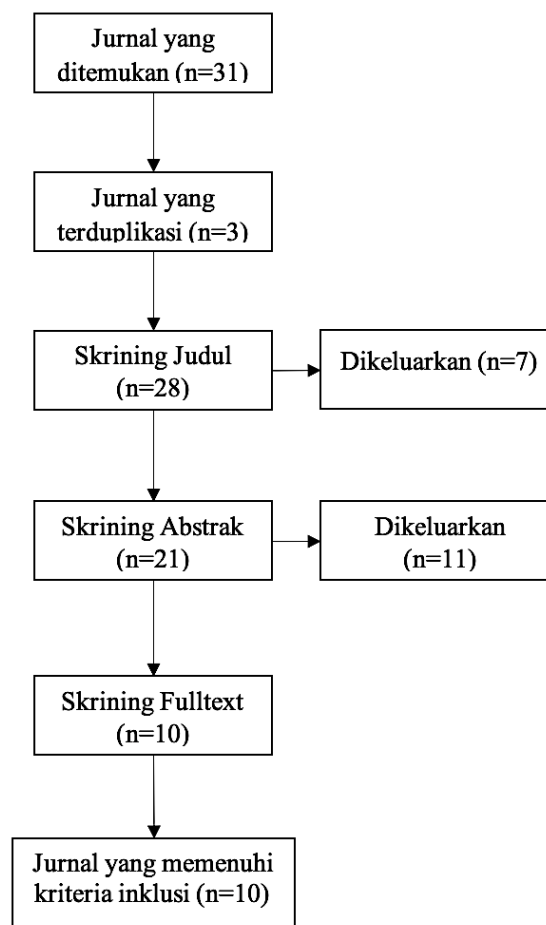 Jurnal yang
ditemukan (n=31)
Jurnal yang
terduplikasi (n=3)
Skrining Judul
(n=28)
Dikeluarkan (n=7)
Skrining Abstrak
(n=21)
Dikeluarkan
(n=11)
Skrining Fulltext
(n=10)
Jurnal yang memenuhi
kriteria inklusi (n=10)